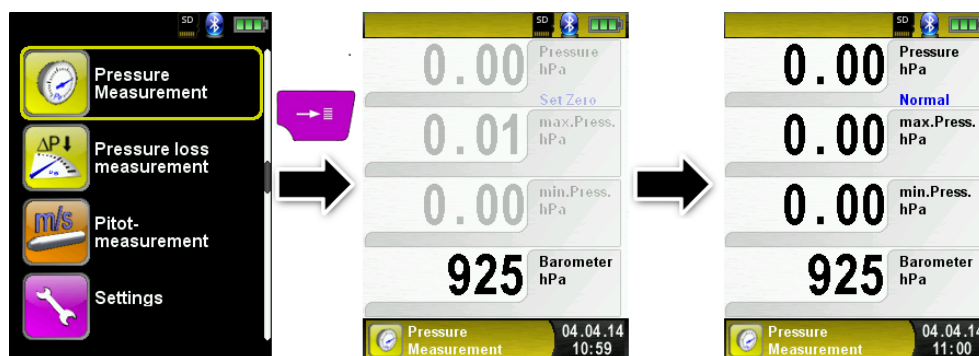 SD
Pressure
Measurement
ΔP
Pressure loss
measurement
m/s
Pitot-
measurement
Settings
SD
0.00 Pressure
hPa
Set Zero
0.01 max.Press.
hPa
0.00 min.Press.
hPa
925 Barometer
hPa
Pressure 04.04.14
Measurement 10:59
SD
0.00 Pressure
hPa
Normal
0.00 max.Press.
hPa
0.00 min.Press.
hPa
925 Barometer
hPa
Pressure 04.04.14
Measurement 11:00